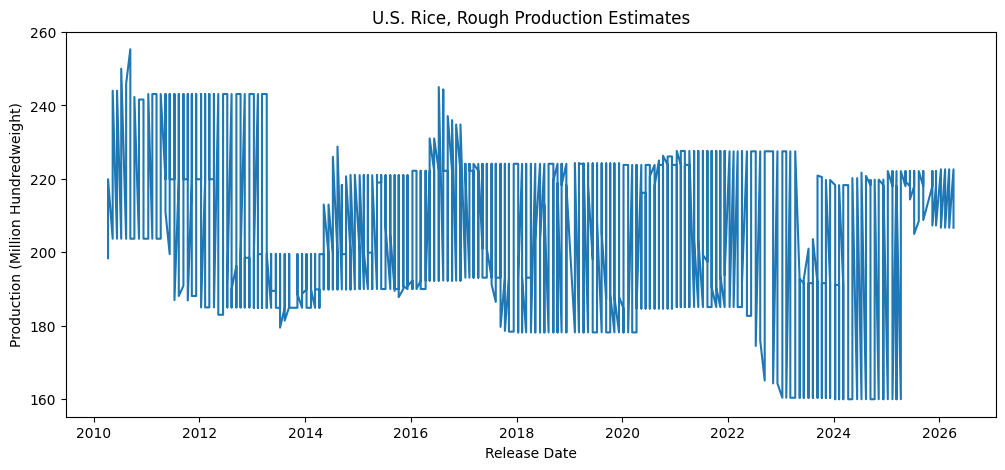 U.S. Rice, Rough Production Estimates
Production (Million Hundredweight)
260
240
220
200
180
160
2010 2012 2014 2016 2018 2020 2022 2024 2026
Release Date